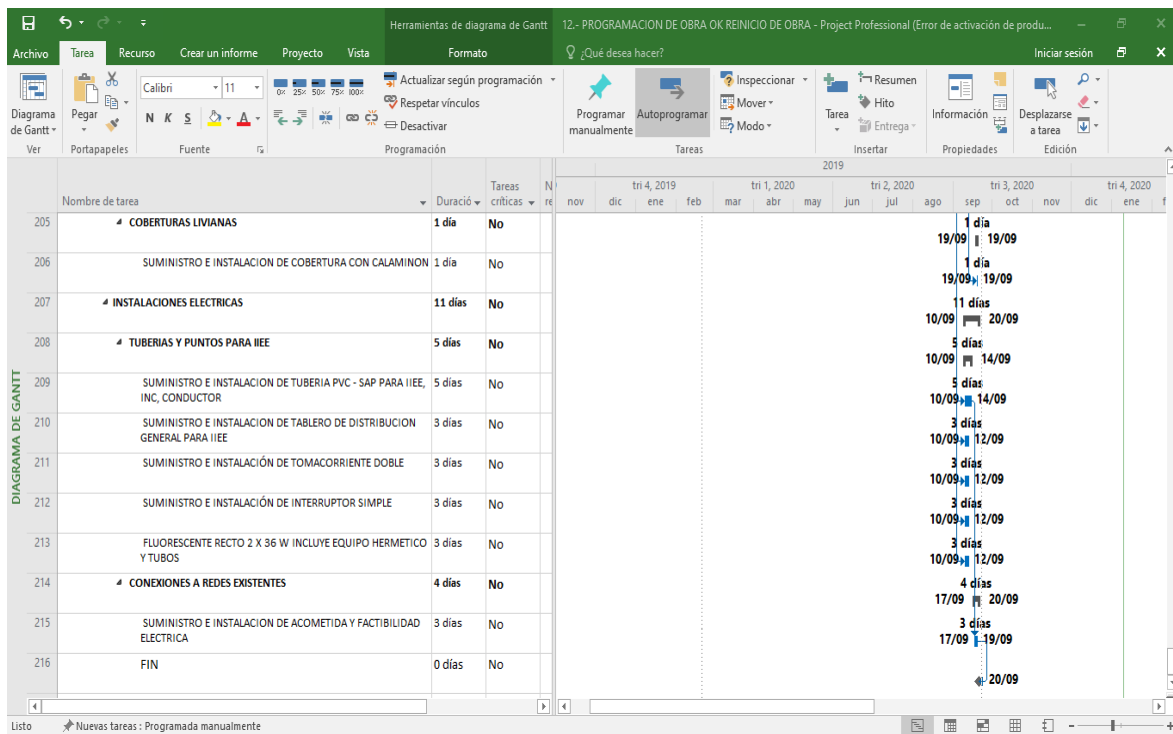 Herramientas de diagrama de Gantt 12.- PROGRAMACION DE OBRA OK REINICIO DE OBRA - Project Professional (Error de activación de produ...
Archivo Tarea Recurso Crear un informe Proyecto Vista Formato ¿Qué desea hacer? Iniciar sesión
Diagrama de Gantt
Pegar
Calibri 11
N K S A
0% 25% 50% 75% 100%
Actualizar según programación
Respetar vínculos
Desactivar
Programar manualmente
Autoprogramar
Inspeccionar
Mover
Modo
Tarea
Resumen
Hito
Entrega
Información
Desplazarse a tarea
Ver Portapapeles Fuente Programación Tareas Insertar Propiedades Edición
2019
tri 4, 2019 tri 1, 2020 tri 2, 2020 tri 3, 2020 tri 4, 2020
nov dic ene feb mar abr may jun jul ago sep oct nov dic ene f
Nombre de tarea Duració Tareas críticas N re
DIAGRAMA DE GANTT
205 COBERTURAS LIVIANAS 1 día No 1 día
19/09 19/09
206 SUMINISTRO E INSTALACION DE COBERTURA CON CALAMINON 1 día No 1 día
19/09 19/09
207 INSTALACIONES ELECTRICAS 11 días No 11 días
10/09 20/09
208 TUBERIAS Y PUNTOS PARA IIEE 5 días No 5 días
10/09 14/09
209 SUMINISTRO E INSTALACION DE TUBERIA PVC - SAP PARA IIEE, 5 días No 5 días
INC, CONDUCTOR 10/09 14/09
210 SUMINISTRO E INSTALACION DE TABLERO DE DISTRIBUCION 3 días No 3 días
GENERAL PARA IIEE 10/09 12/09
211 SUMINISTRO E INSTALACIÓN DE TOMACORRIENTE DOBLE 3 días No 3 días
10/09 12/09
212 SUMINISTRO E INSTALACIÓN DE INTERRUPTOR SIMPLE 3 días No 3 días
10/09 12/09
213 FLUORESCENTE RECTO 2 X 36 W INCLUYE EQUIPO HERMETICO 3 días No 3 días
Y TUBOS 10/09 12/09
214 CONEXIONES A REDES EXISTENTES 4 días No 4 días
17/09 20/09
215 SUMINISTRO E INSTALACION DE ACOMETIDA Y FACTIBILIDAD 3 días No 3 días
ELECTRICA 17/09 19/09
216 FIN 0 días No
20/09
Listo Nuevas tareas : Programada manualmente